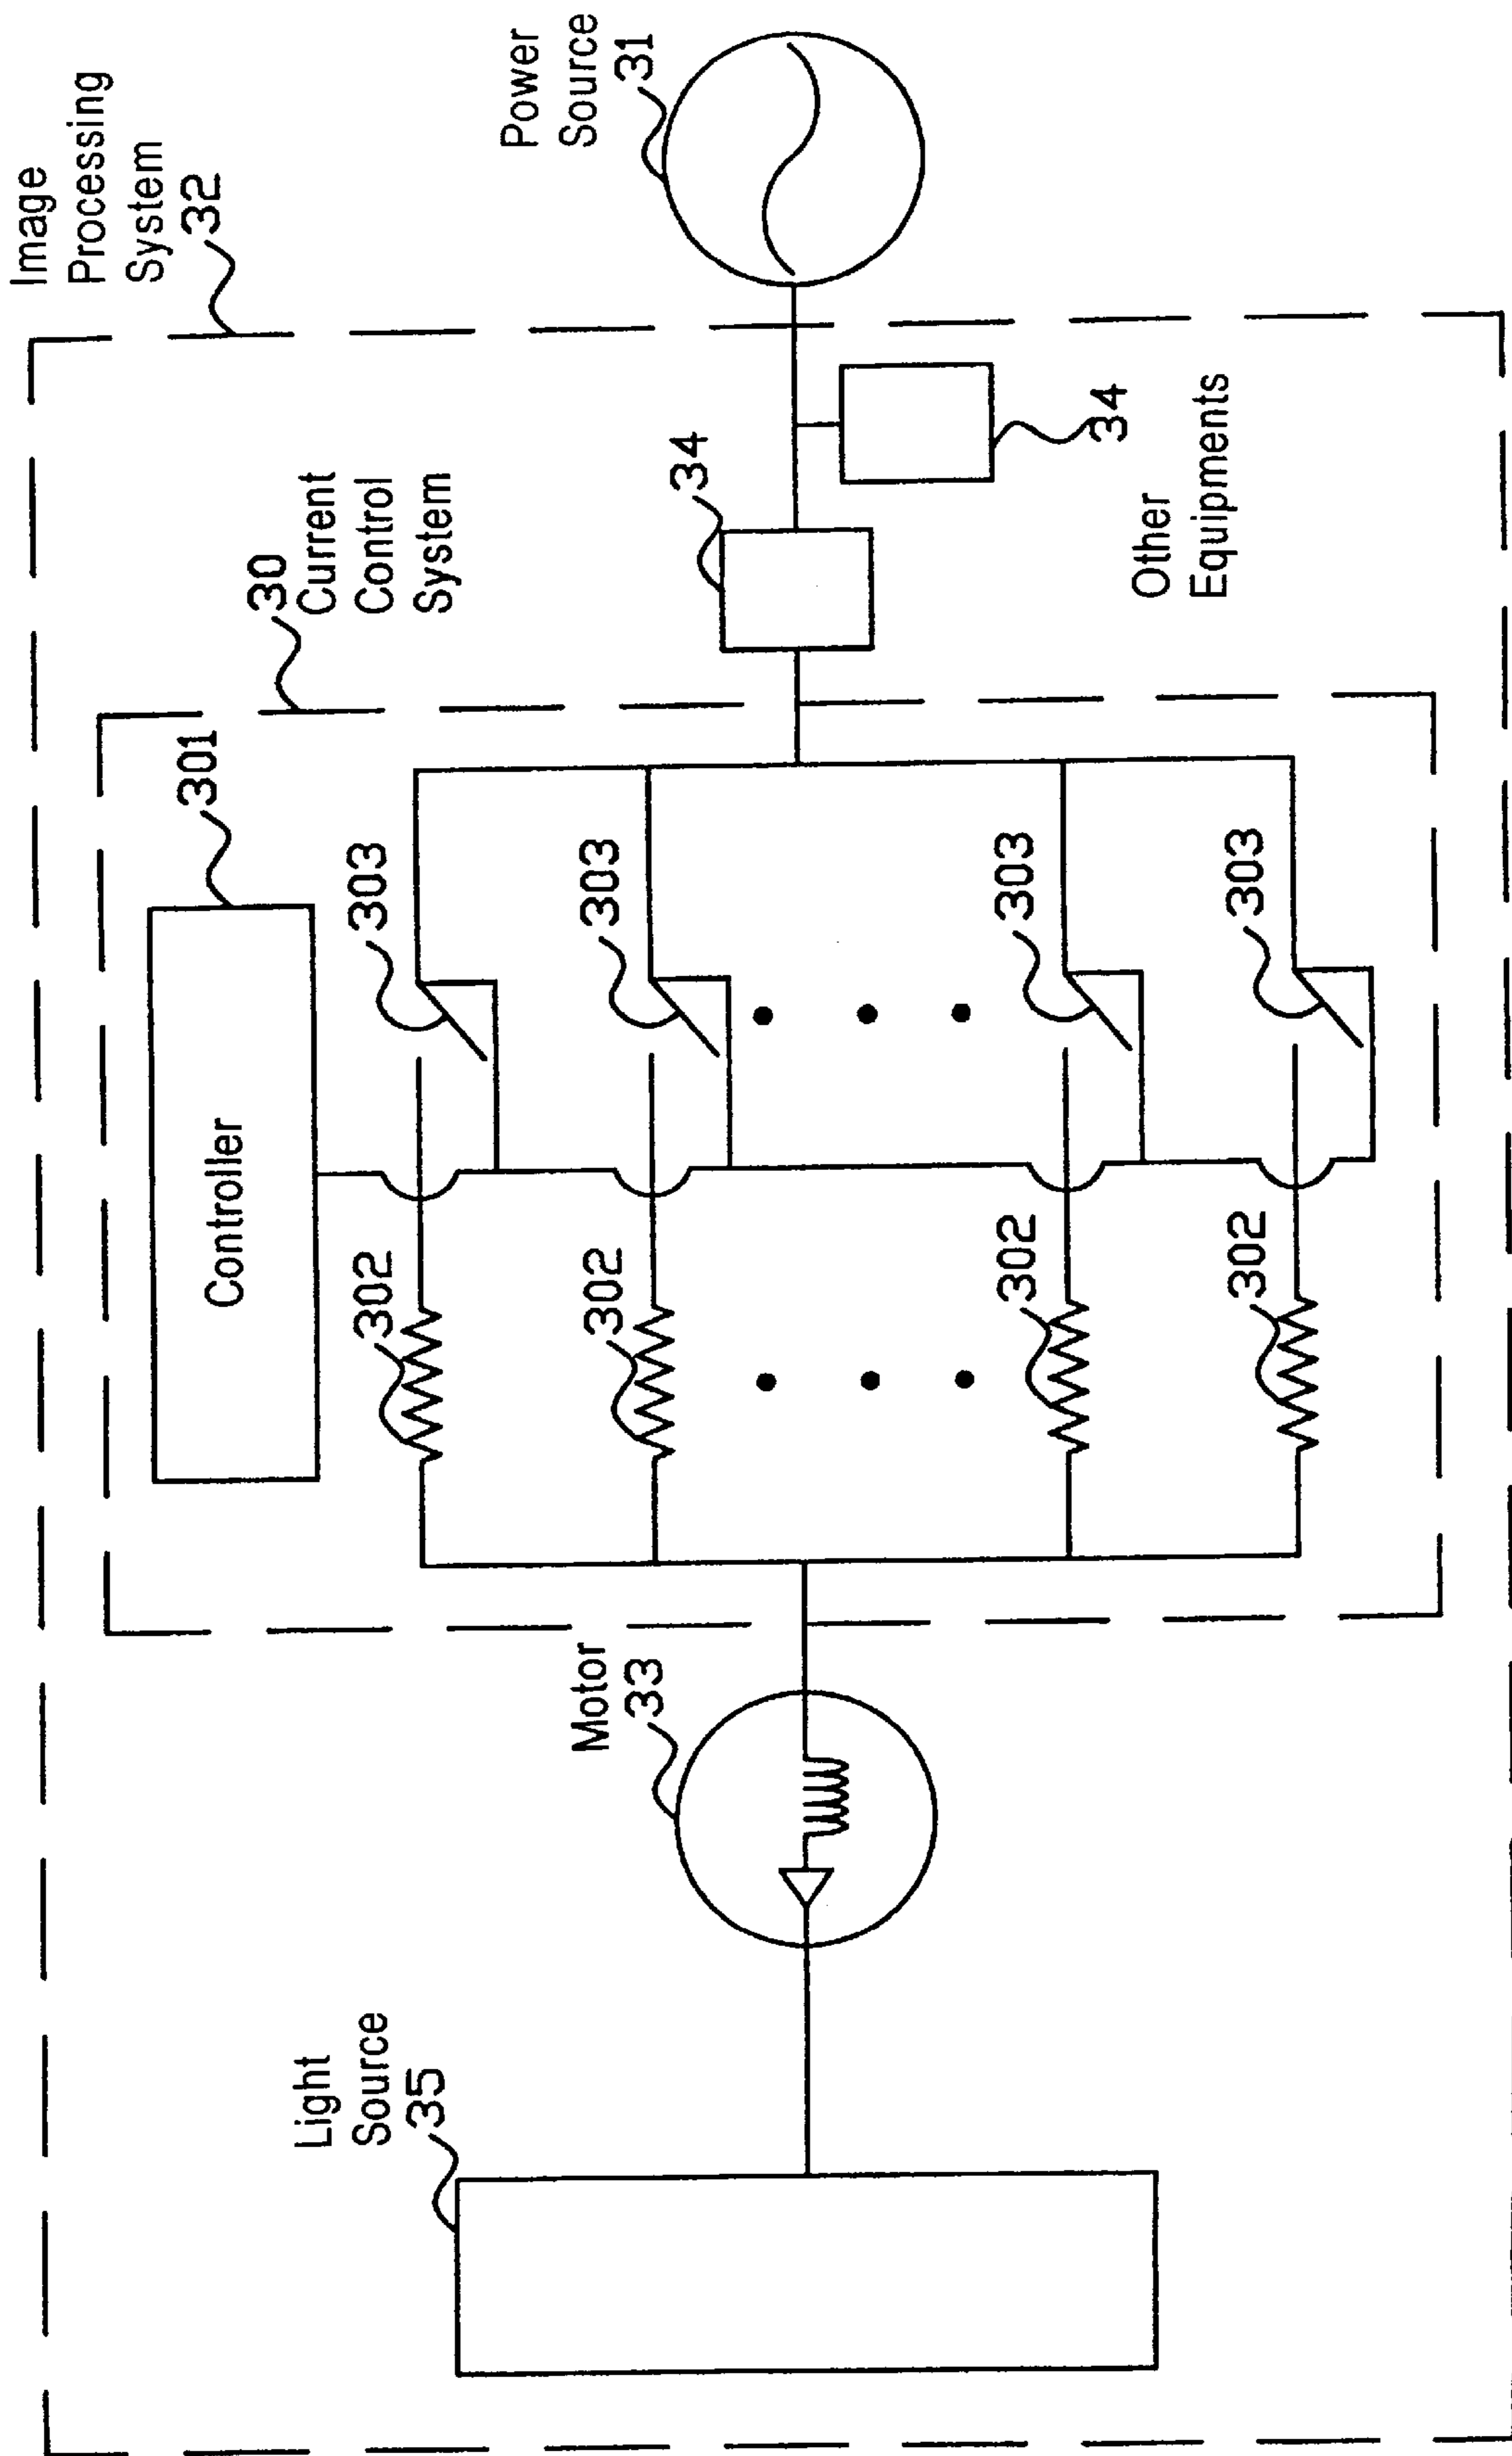 Image
Processing
System
32
Power
Source
31
30
Current
Control
System
34
34
Other
Equipments
301
Controller
303
303
303
303
302
302
302
302
Motor
33
Light
Source
35